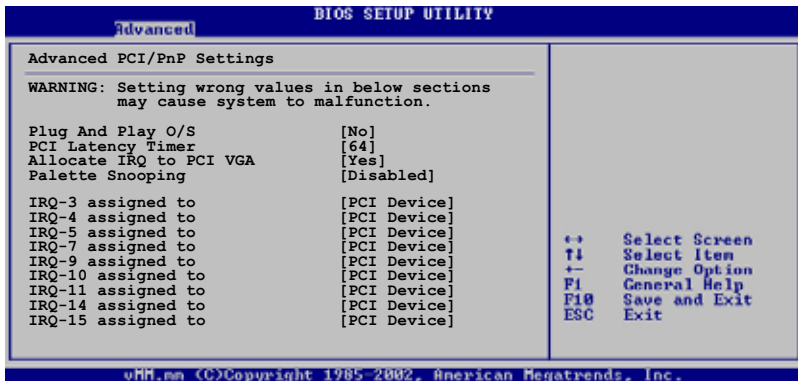 BIOS SETUP UTILITY
Advanced
Advanced PCI/PnP Settings
WARNING: Setting wrong values in below sections
may cause system to malfunction.
Plug And Play O/S [No]
PCI Latency Timer [64]
Allocate IRQ to PCI VGA [Yes]
Palette Snooping [Disabled]
IRQ-3 assigned to [PCI Device]
IRQ-4 assigned to [PCI Device]
IRQ-5 assigned to [PCI Device]
IRQ-7 assigned to [PCI Device]
IRQ-9 assigned to [PCI Device]
IRQ-10 assigned to [PCI Device]
IRQ-11 assigned to [PCI Device]
IRQ-14 assigned to [PCI Device]
IRQ-15 assigned to [PCI Device]
↔ Select Screen
↑↓ Select Item
+- Change Option
F1 General Help
F10 Save and Exit
ESC Exit
vMM.mm (C)Copyright 1985-2002, American Megatrends, Inc.